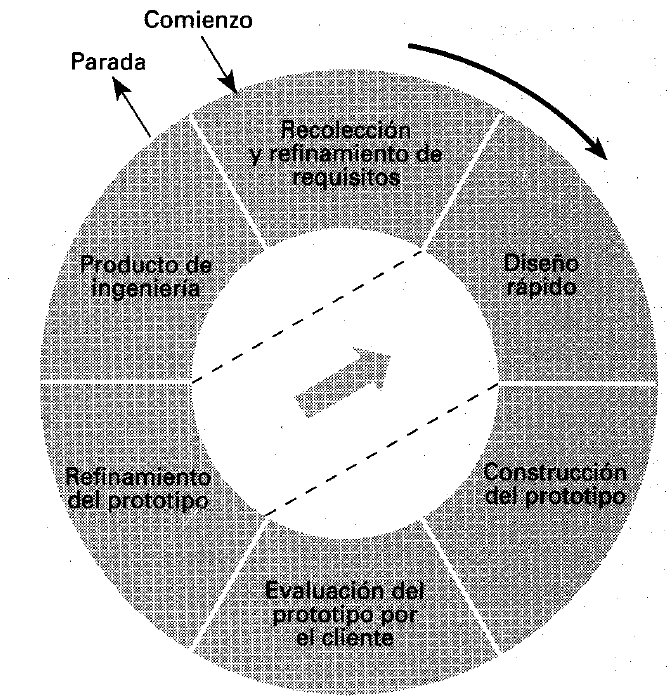 Comienzo
Parada
Recolección
y refinamiento de
requisitos
Diseño
rápido
Construcción
del prototipo
Evaluación del
prototipo por
el cliente
Refinamiento
del prototipo
Producto de
ingeniería